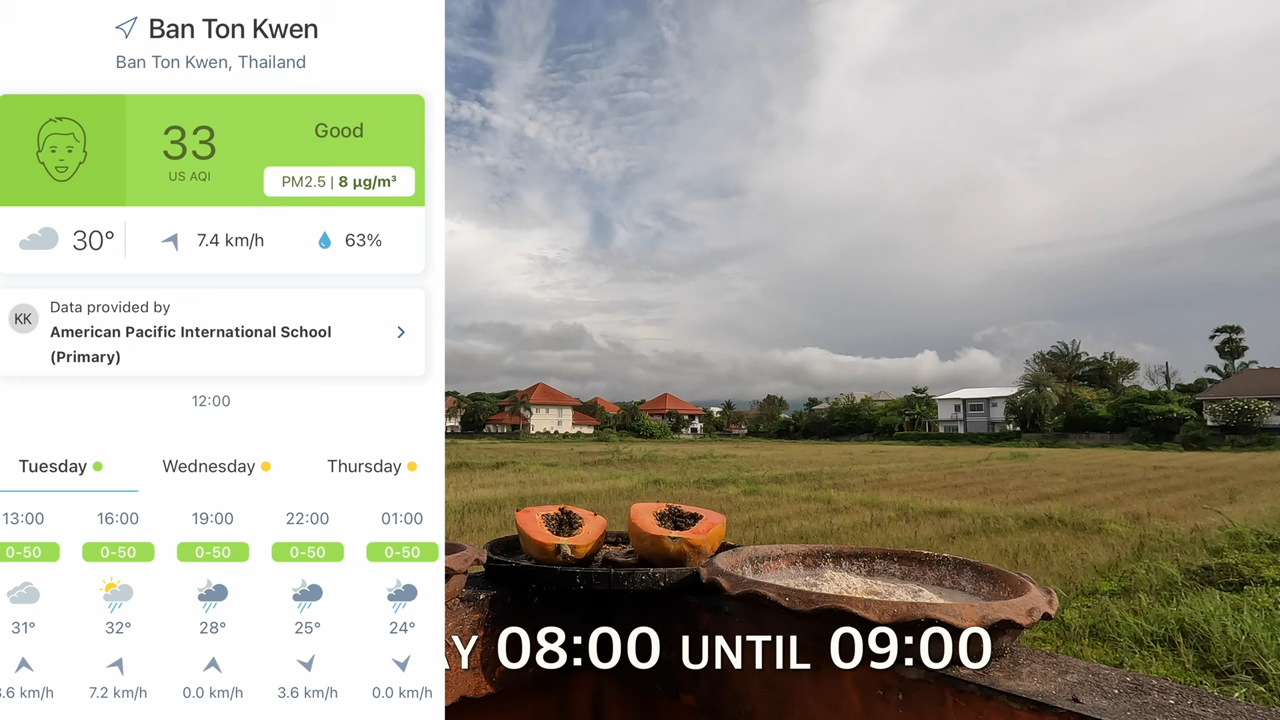 Ban Ton Kwen
Ban Ton Kwen, Thailand
33
US AQI
Good
PM2.5 | 8 µg/m³
30°
7.4 km/h
63%
KK
Data provided by
American Pacific International School
(Primary)
12:00
Tuesday Wednesday Thursday
13:00 16:00 19:00 22:00 01:00
0-50 0-50 0-50 0-50 0-50
31° 32° 28° 25° 24°
3.6 km/h 7.2 km/h 0.0 km/h 3.6 km/h 0.0 km/h
AY 08:00 UNTIL 09:00